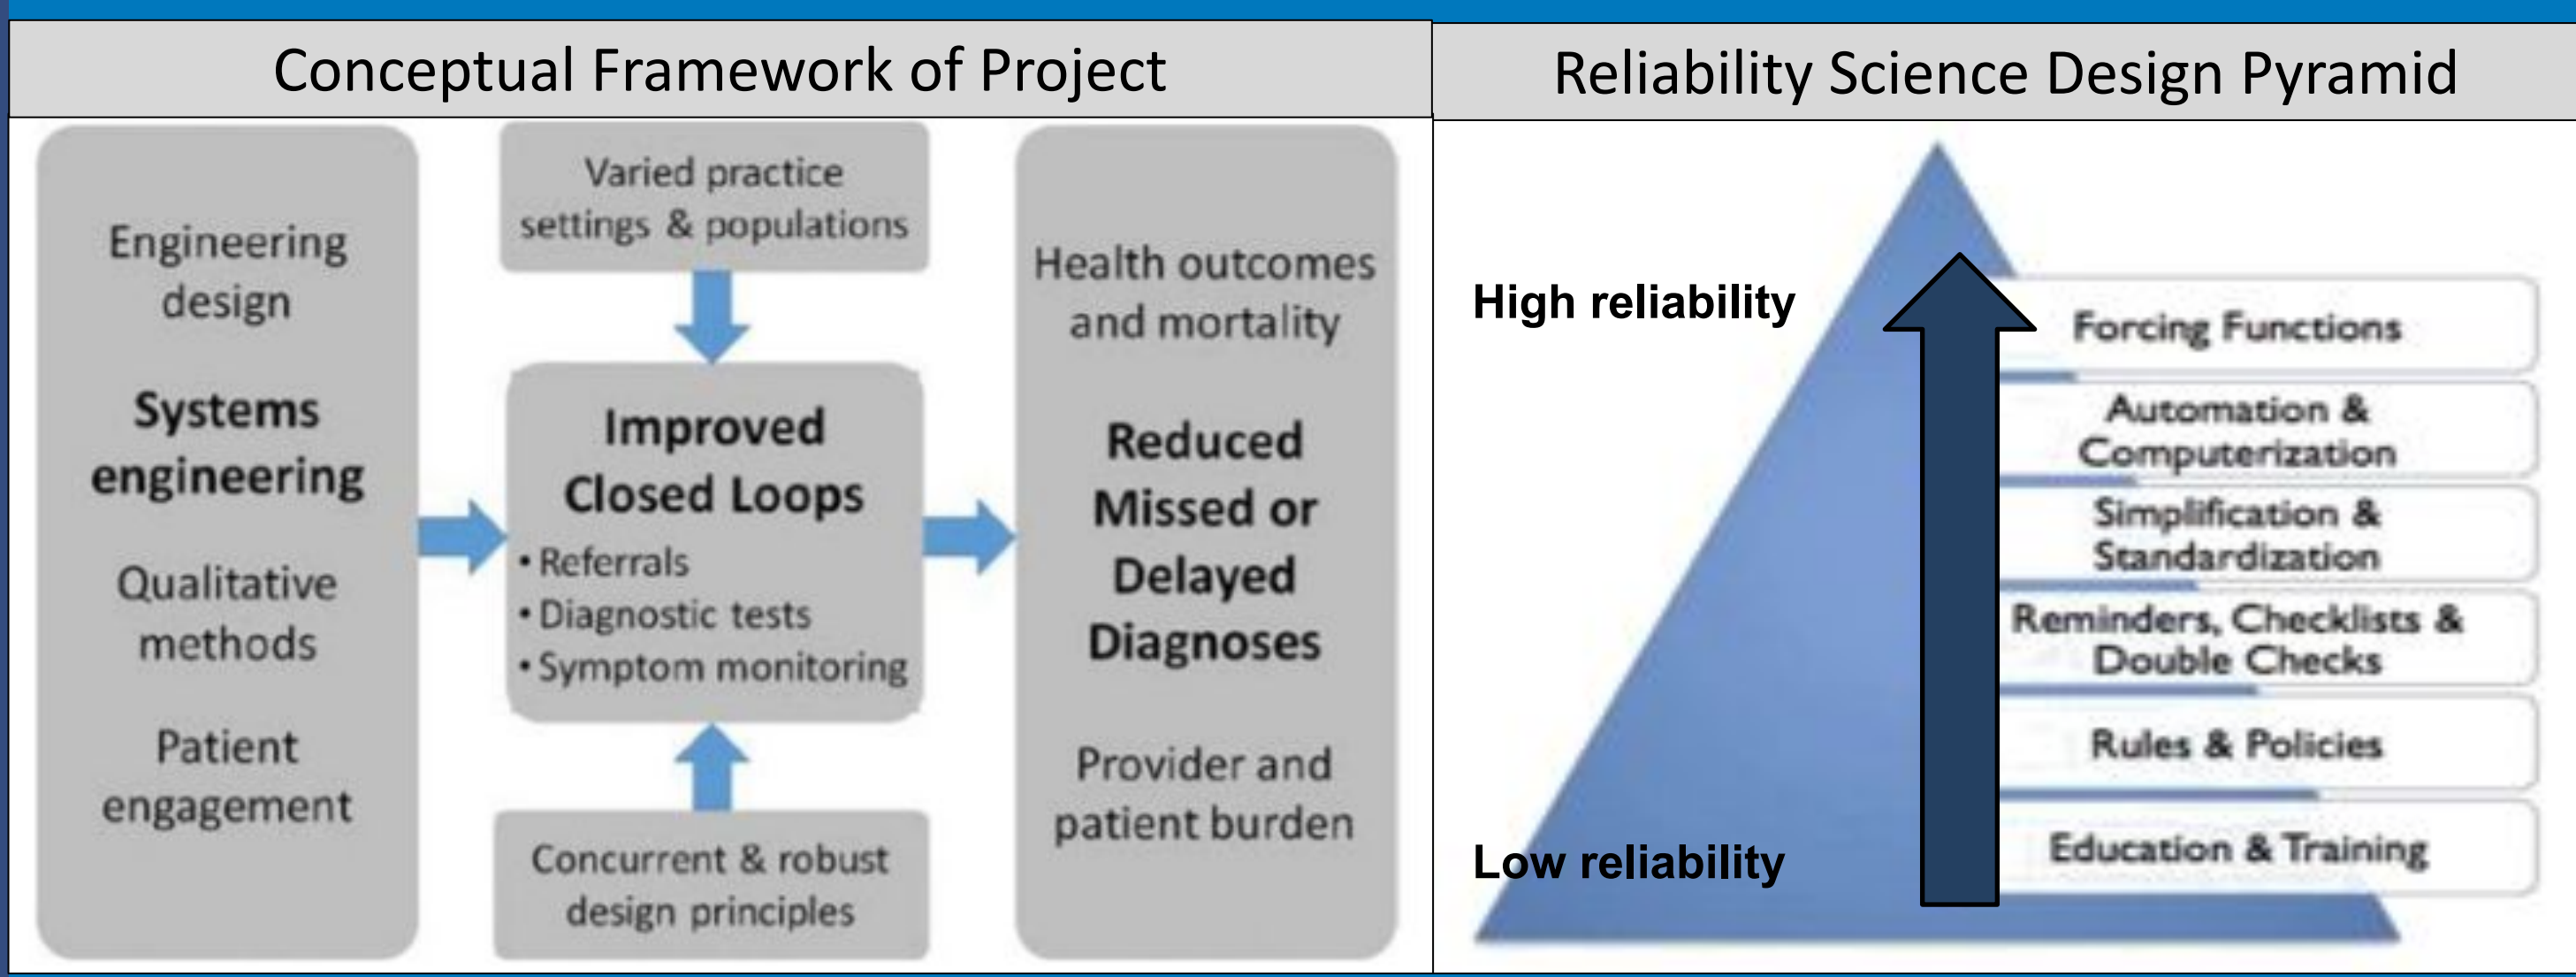 Conceptual Framework of Project
Engineering
design
Systems
engineering
Qualitative
methods
Patient
engagement
Varied practice
settings & populations
Improved
Closed Loops
• Referrals
• Diagnostic tests
• Symptom monitoring
Concurrent & robust
design principles
Health outcomes
and mortality
Reduced
Missed or
Delayed
Diagnoses
Provider and
patient burden
Reliability Science Design Pyramid
High reliability
Low reliability
Forcing Functions
Automation &
Computerization
Simplification &
Standardization
Reminders, Checklists &
Double Checks
Rules & Policies
Education & Training